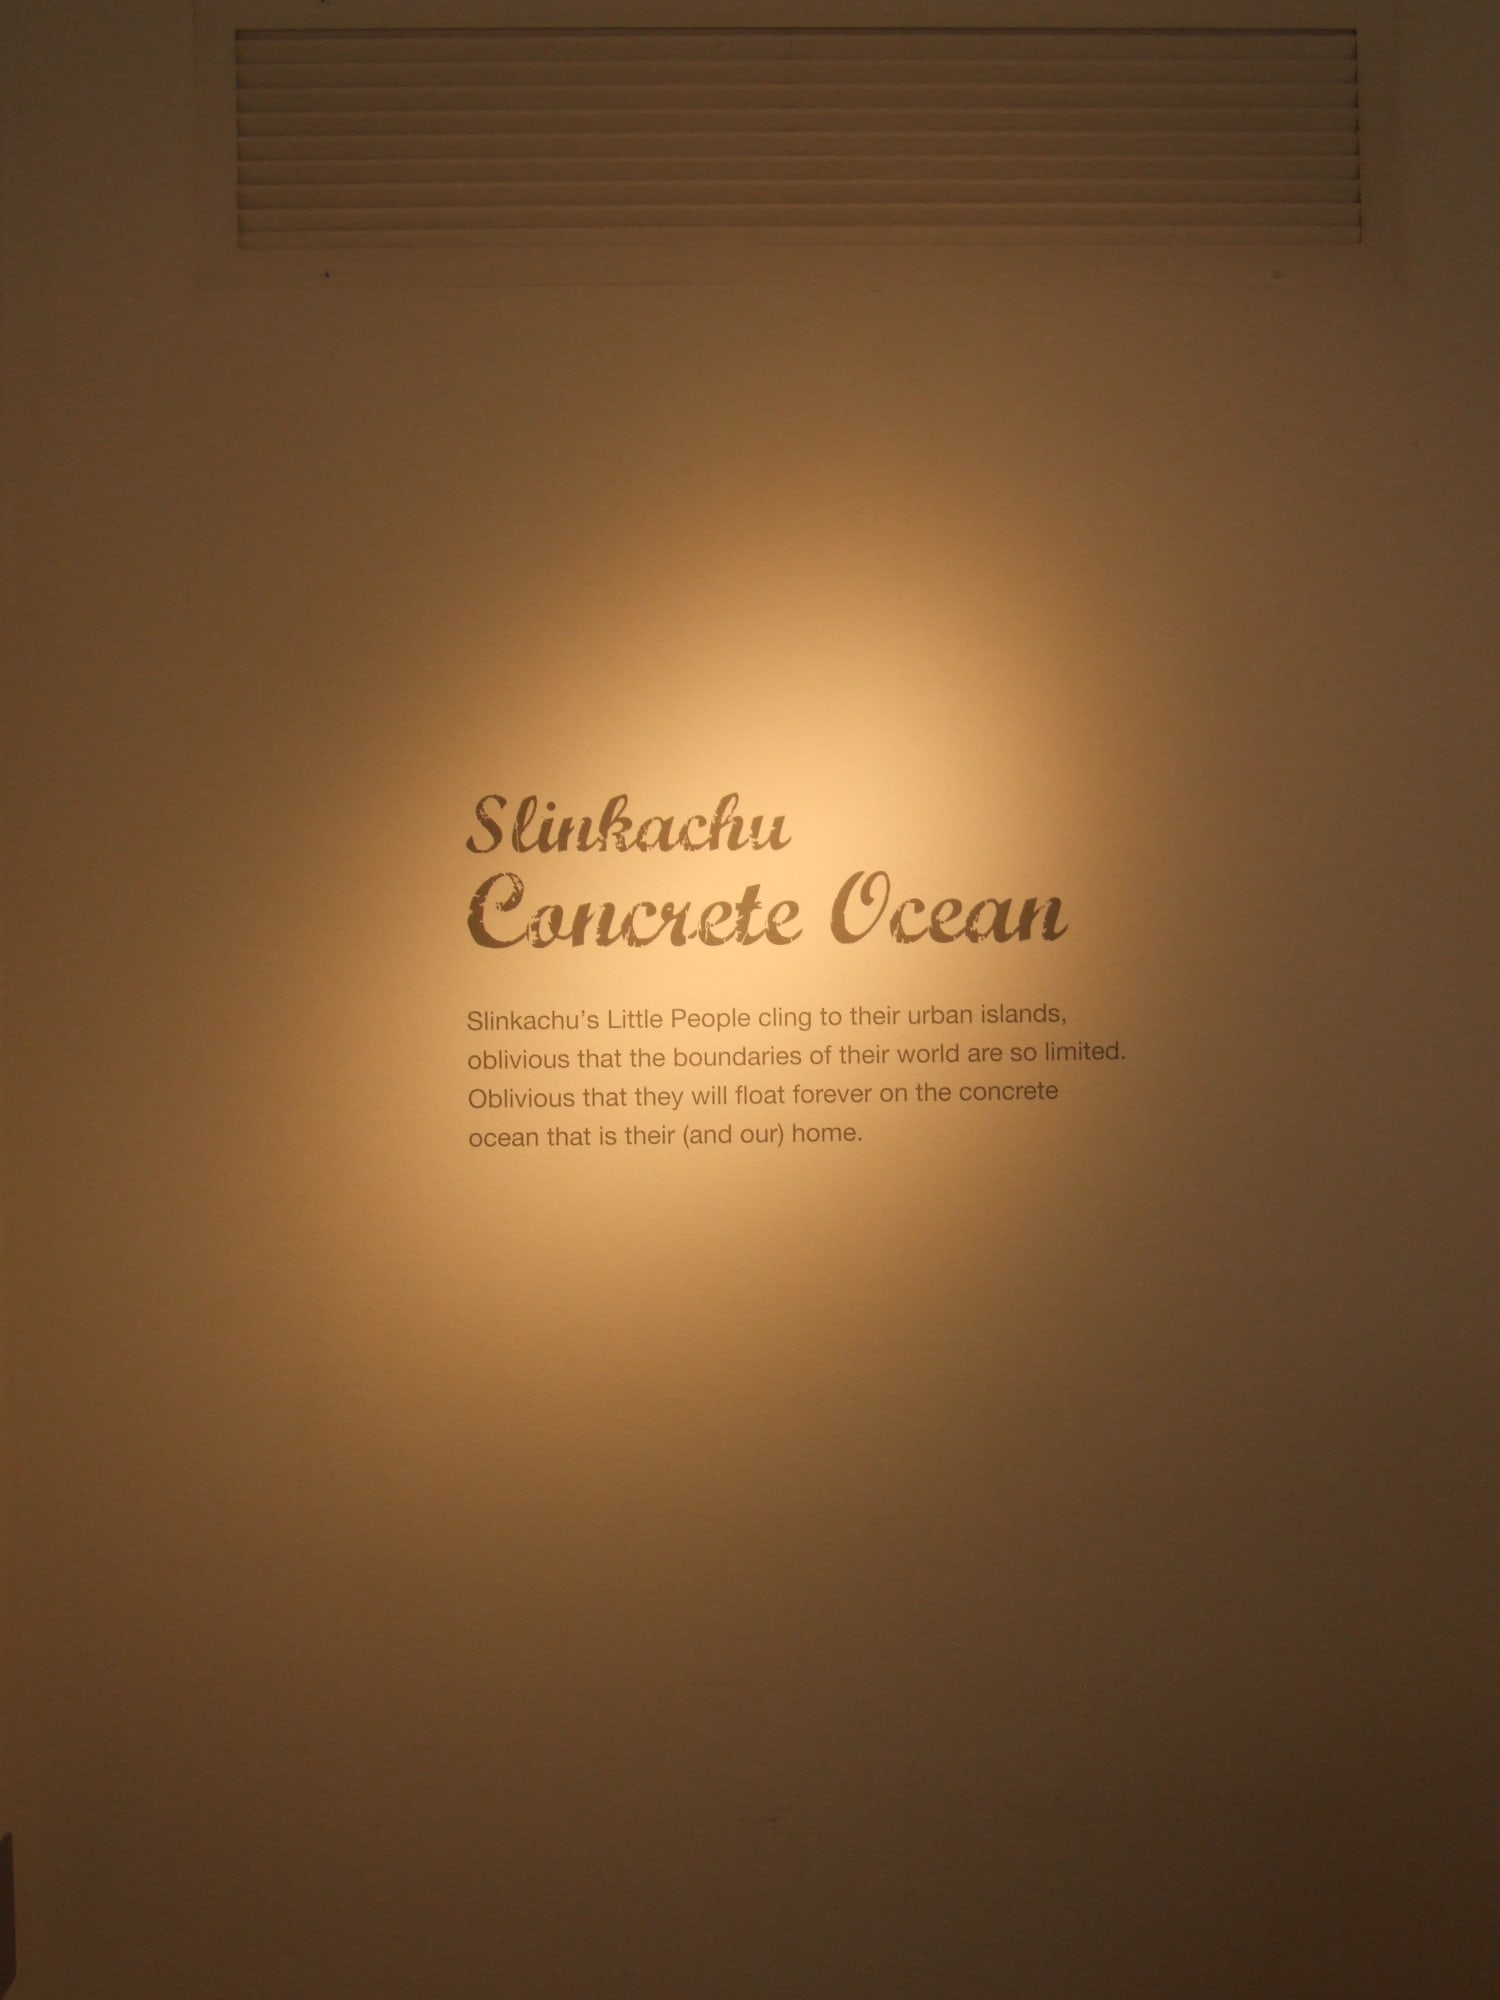 Slinkachu
Concrete Ocean
Slinkachu’s Little People cling to their urban islands,
oblivious that the boundaries of their world are so limited.
Oblivious that they will float forever on the concrete
ocean that is their (and our) home.